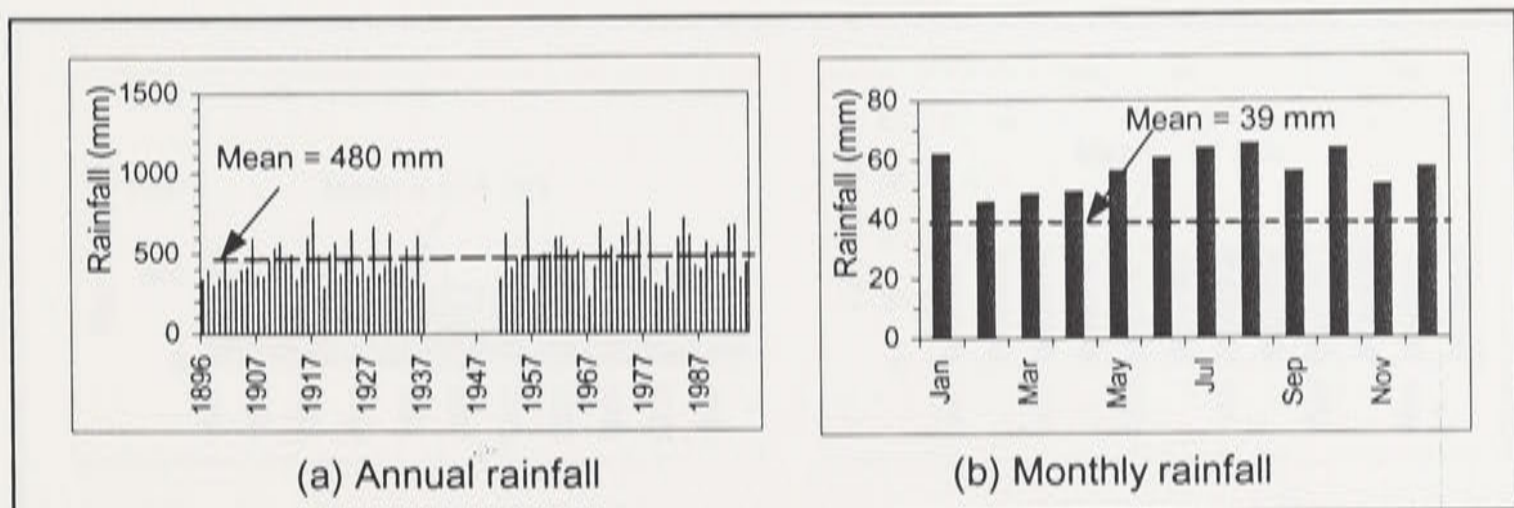 Rainfall (mm)
1500
1000
500
0
Mean = 480 mm
1896
1907
1917
1927
1937
1947
1957
1967
1977
1987
(a) Annual rainfall
Rainfall (mm)
80
60
40
20
0
Mean = 39 mm
Jan
Mar
May
Jul
Sep
Nov
(b) Monthly rainfall